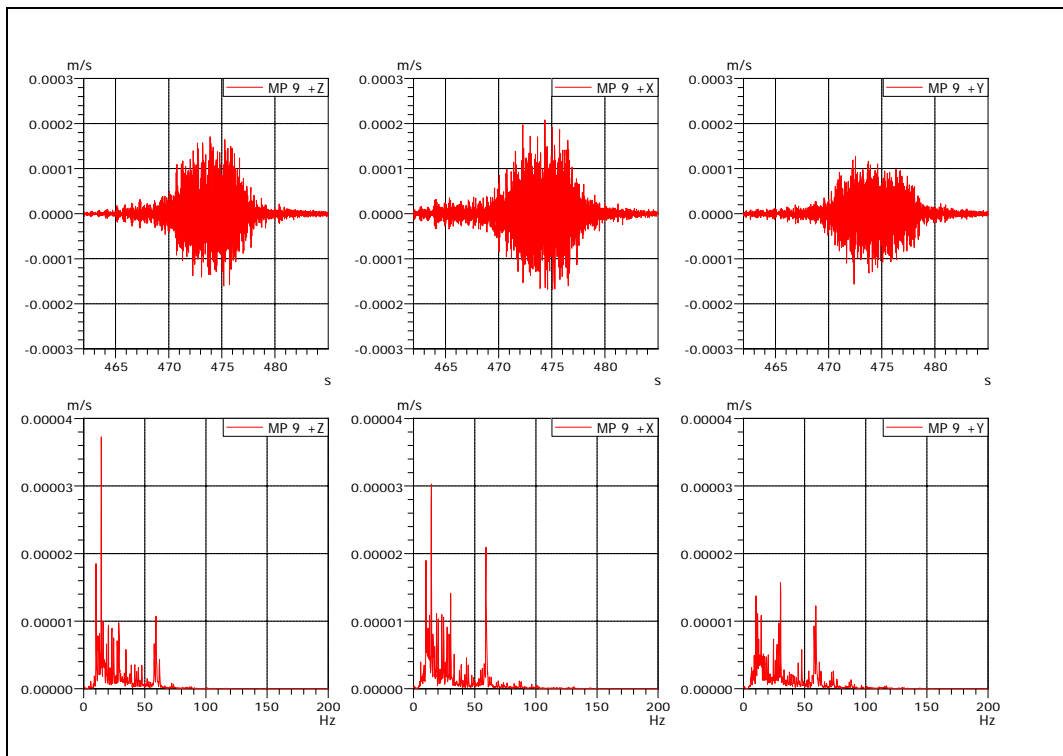 m/s m/s m/s
0.0003 MP 9 +Z 0.0003 MP 9 +X 0.0003 MP 9 +Y
0.0002 0.0002 0.0002
0.0001 0.0001 0.0001
0.0000 0.0000 0.0000
-0.0001 -0.0001 -0.0001
-0.0002 -0.0002 -0.0002
-0.0003 -0.0003 -0.0003
465 470 475 480 465 470 475 480 465 470 475 480
s s s
m/s m/s m/s
0.00004 MP 9 +Z 0.00004 MP 9 +X 0.00004 MP 9 +Y
0.00003 0.00003 0.00003
0.00002 0.00002 0.00002
0.00001 0.00001 0.00001
0.00000 0.00000 0.00000
0 50 100 150 200 0 50 100 150 200 0 50 100 150 200
Hz Hz Hz